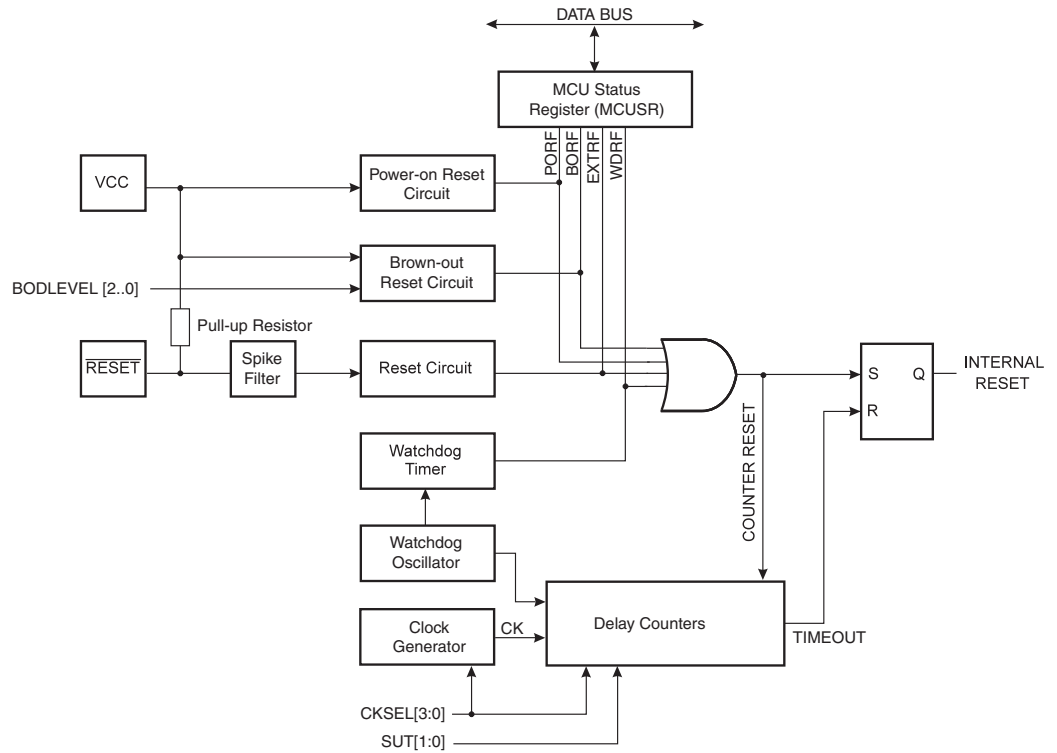 DATA BUS
MCU Status
Register (MCUSR)
PORF
BORF
EXTRF
WDRF
VCC
Power-on Reset
Circuit
Brown-out
Reset Circuit
BODLEVEL [2..0]
Pull-up Resistor
RESET
Spike
Filter
Reset Circuit
S
Q
R
INTERNAL
RESET
COUNTER RESET
Watchdog
Timer
Watchdog
Oscillator
Clock
Generator
CK
Delay Counters
TIMEOUT
CKSEL[3:0]
SUT[1:0]